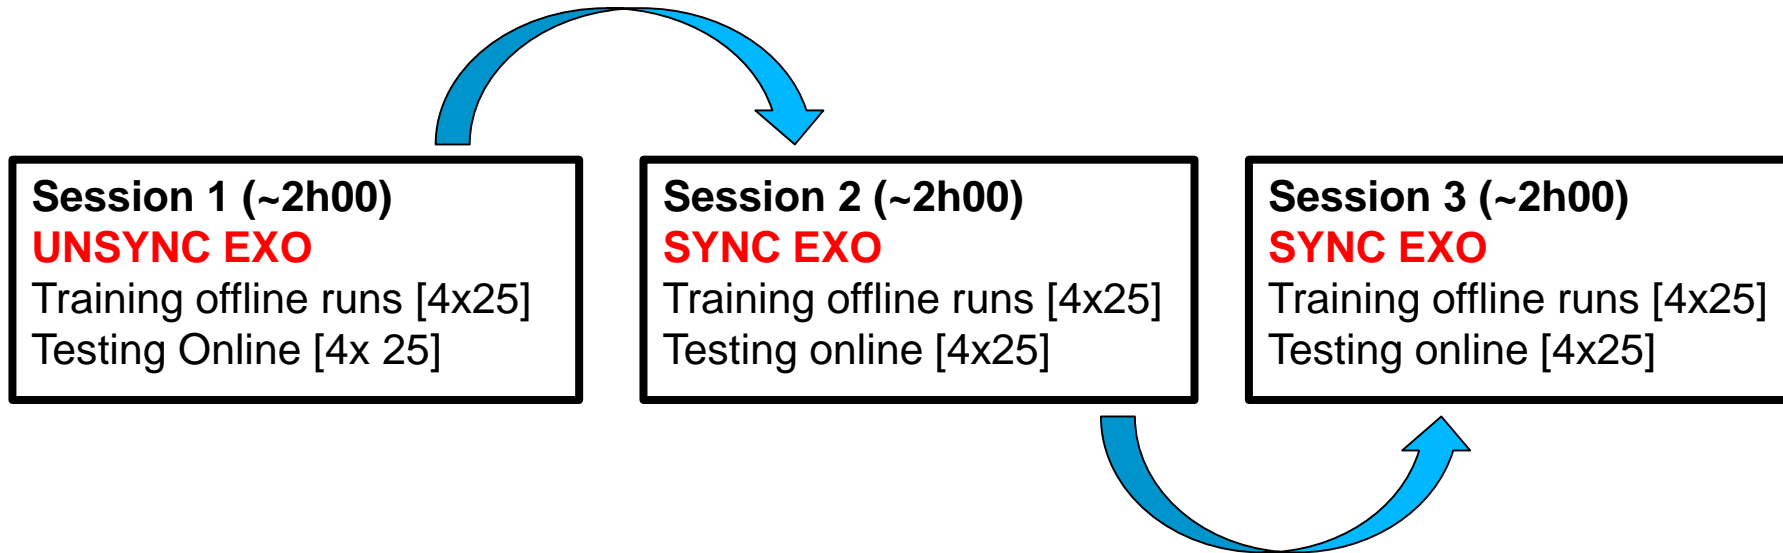 Session 1 (~2h00)
UNSYNC EXO
Training offline runs [4x25]
Testing Online [4x 25]
Session 2 (~2h00)
SYNC EXO
Training offline runs [4x25]
Testing online [4x25]
Session 3 (~2h00)
SYNC EXO
Training offline runs [4x25]
Testing online [4x25]